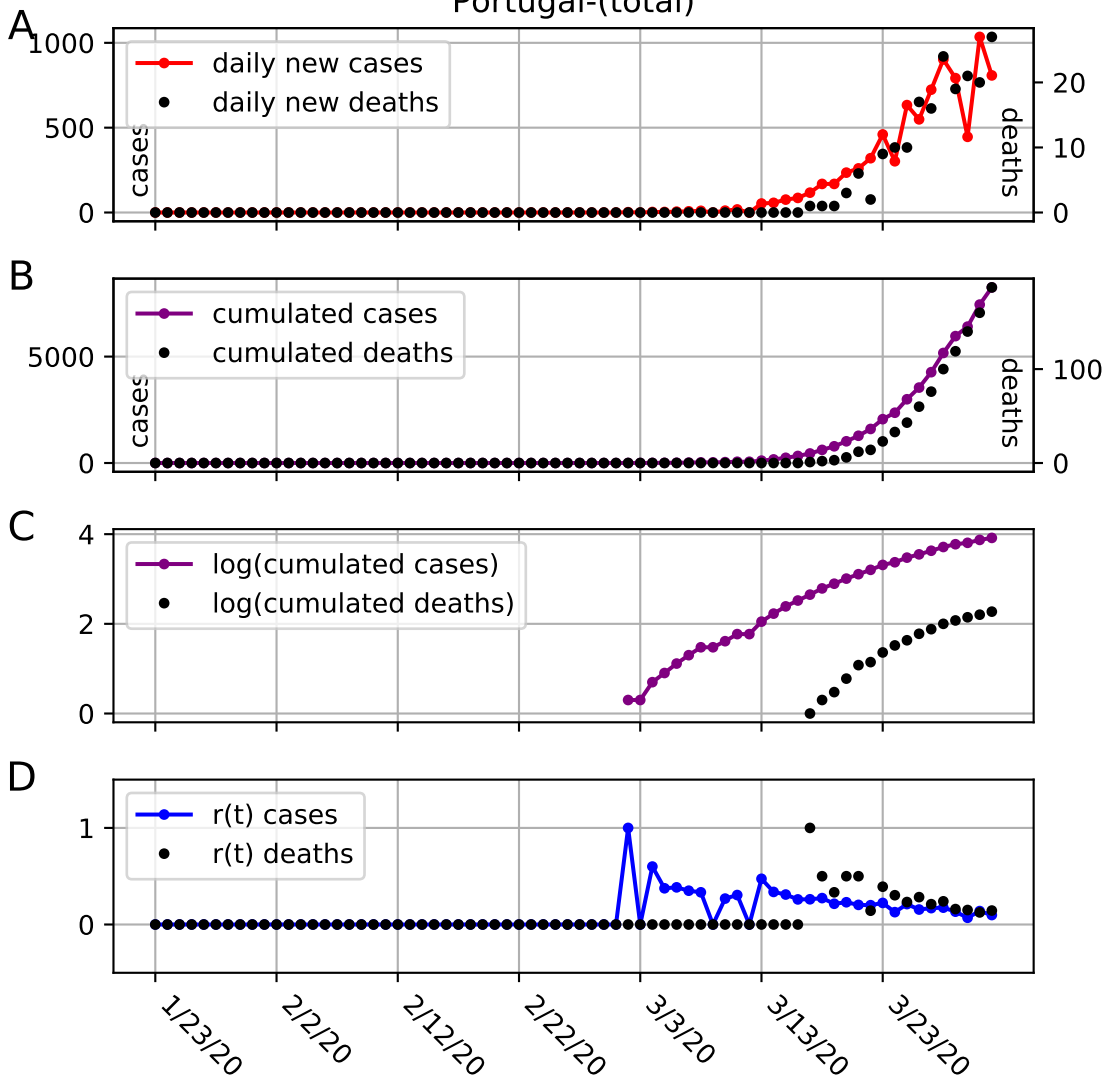 Portugal-(total)
A
1000
500
0
cases
daily new cases
daily new deaths
20
10
0
deaths
B
5000
0
cases
cumulated cases
cumulated deaths
100
0
deaths
C
4
2
0
log(cumulated cases)
log(cumulated deaths)
D
1
0
r(t) cases
r(t) deaths
1/23/20
2/2/20
2/12/20
2/22/20
3/3/20
3/13/20
3/23/20